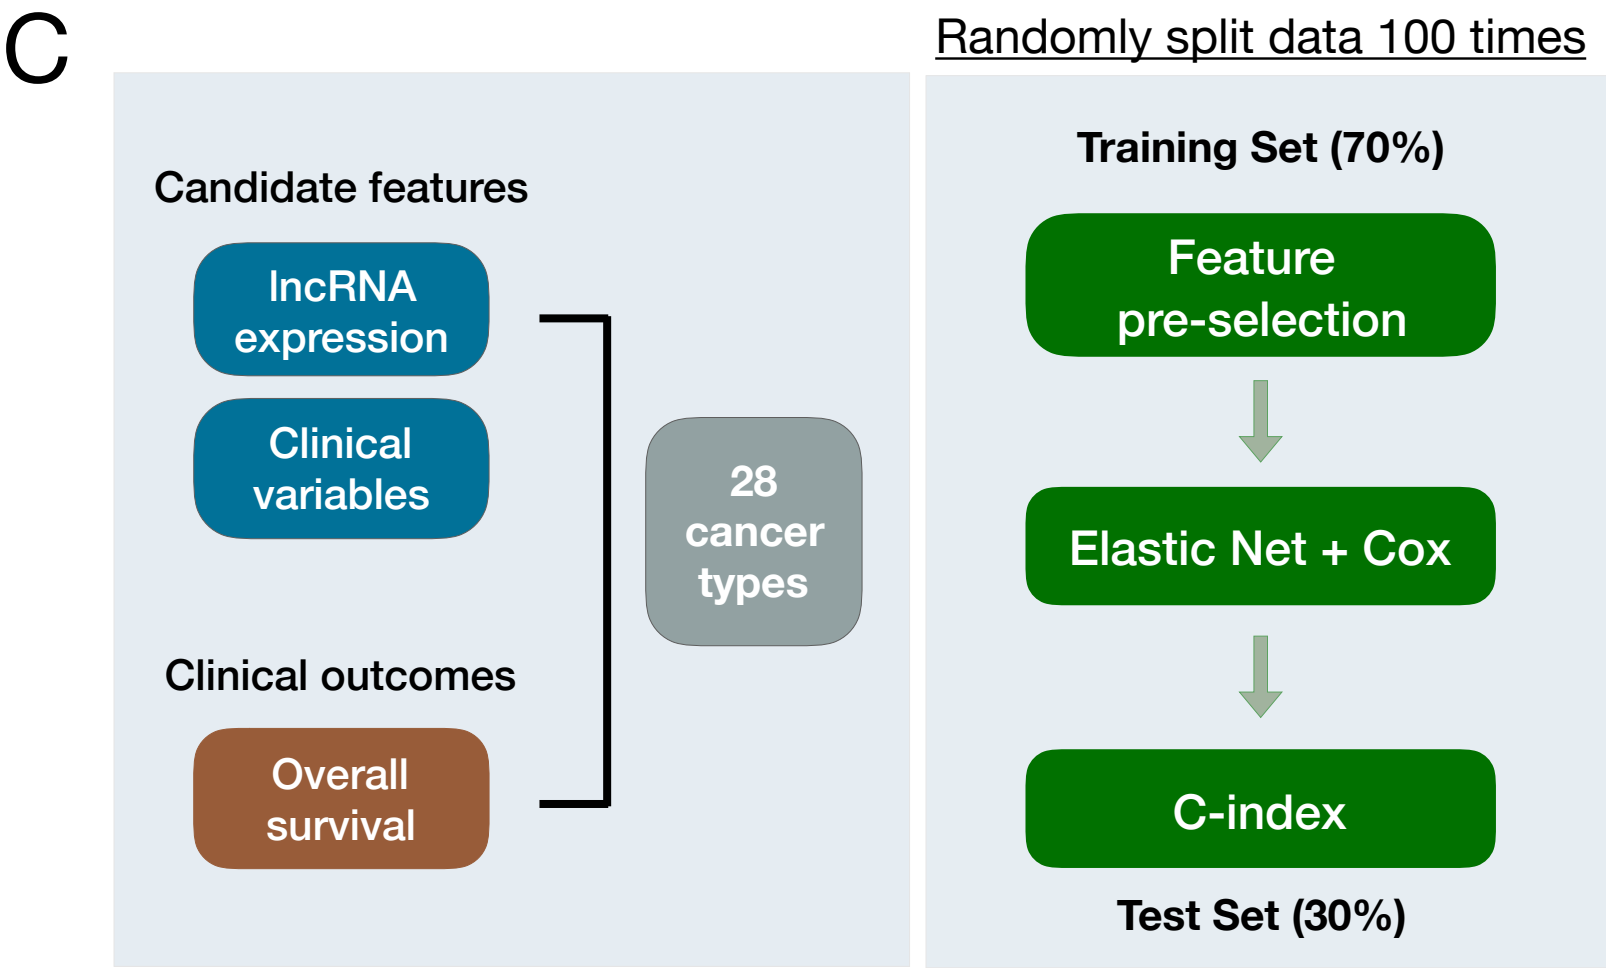 C
Candidate features
lncRNA
expression
Clinical
variables
Clinical outcomes
Overall
survival
28
cancer
types
Randomly split data 100 times
Training Set (70%)
Feature
pre-selection
Elastic Net + Cox
C-index
Test Set (30%)